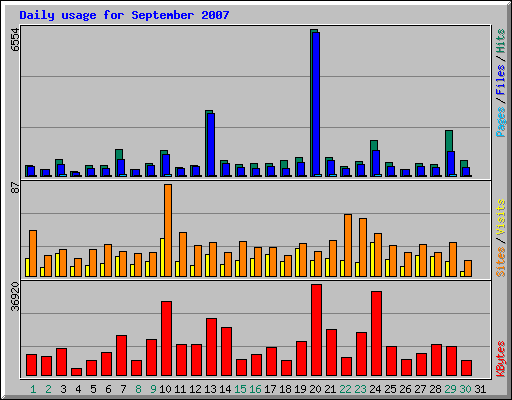 Daily usage for September 2007
6554
Pages / Files / Hits
87
Sites / Visits
36920
KBytes
1 2 3 4 5 6 7 8 9 10 11 12 13 14 15 16 17 18 19 20 21 22 23 24 25 26 27 28 29 30 31